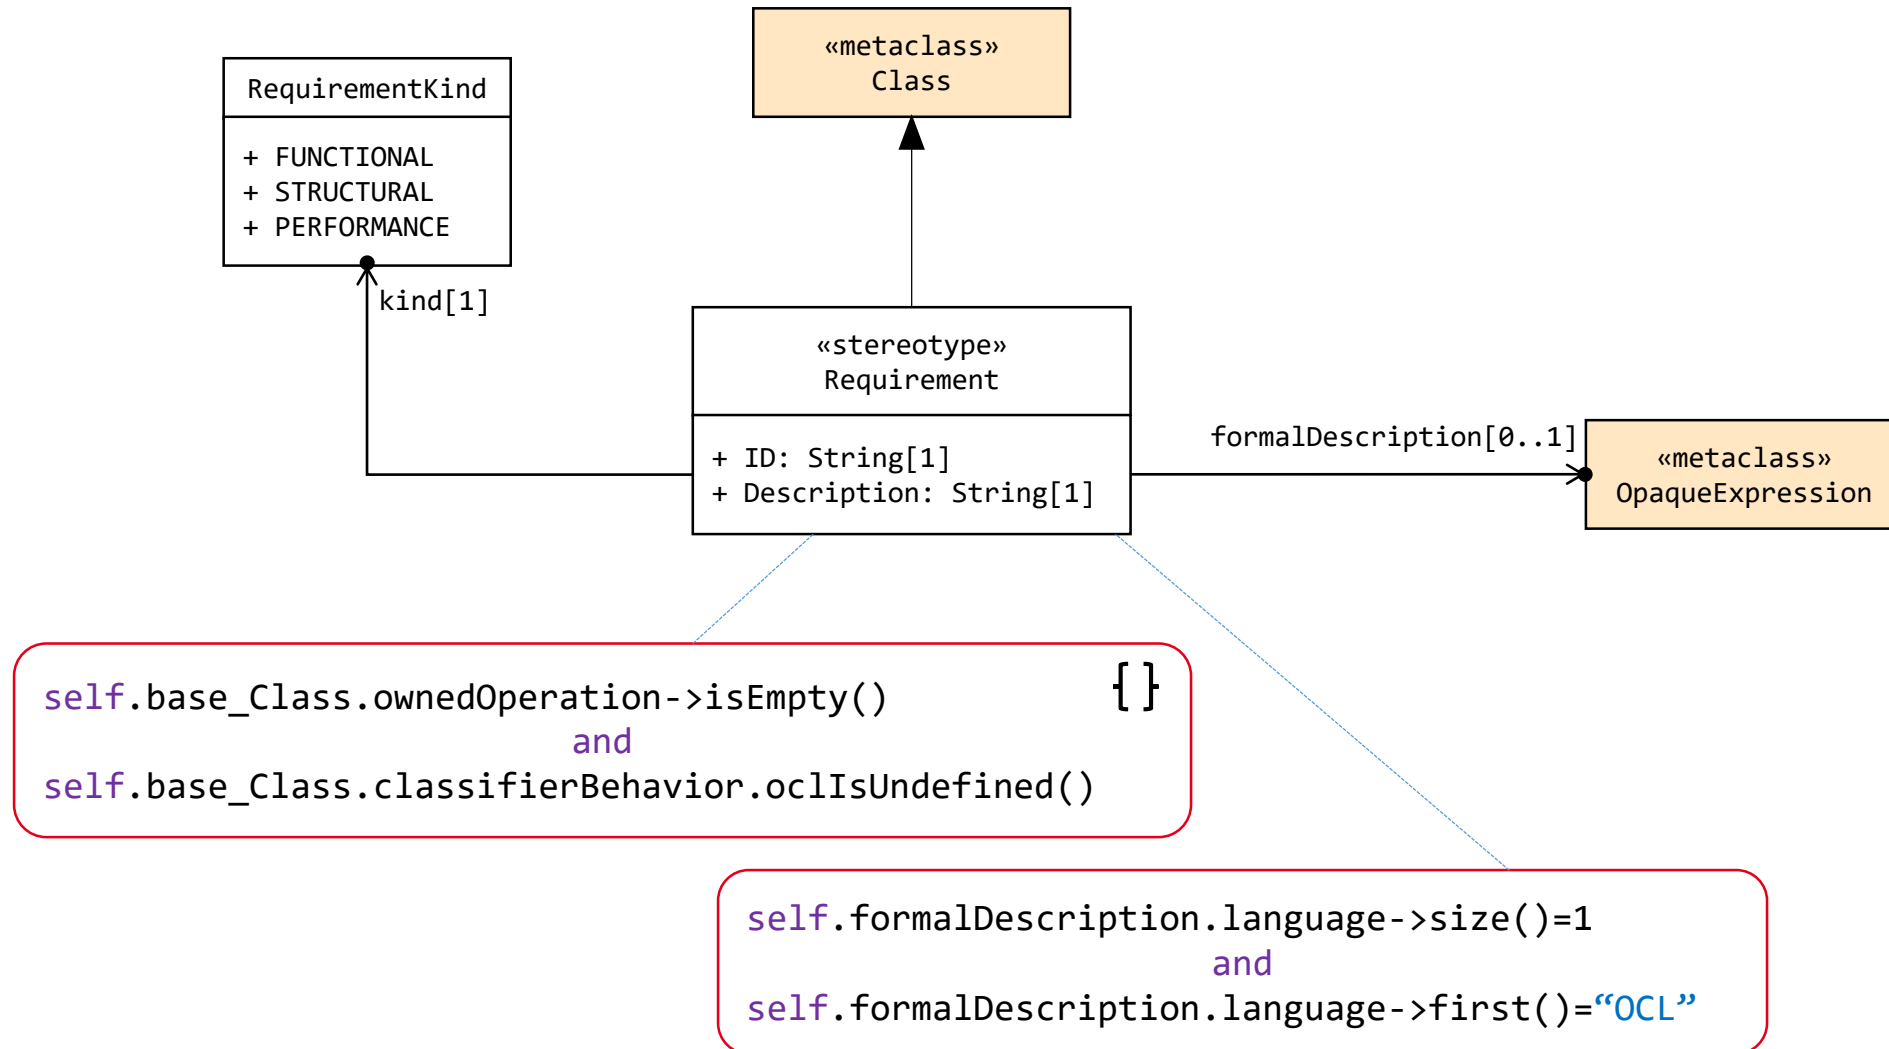 «metaclass»
Class
RequirementKind
+ FUNCTIONAL
+ STRUCTURAL
+ PERFORMANCE
kind[1]
«stereotype»
Requirement
+ ID: String[1]
+ Description: String[1]
formalDescription[0..1]
«metaclass»
OpaqueExpression
{}
self.base_Class.ownedOperation->isEmpty()
and
self.base_Class.classifierBehavior.oclIsUndefined()
self.formalDescription.language->size()=1
and
self.formalDescription.language->first()=“OCL”